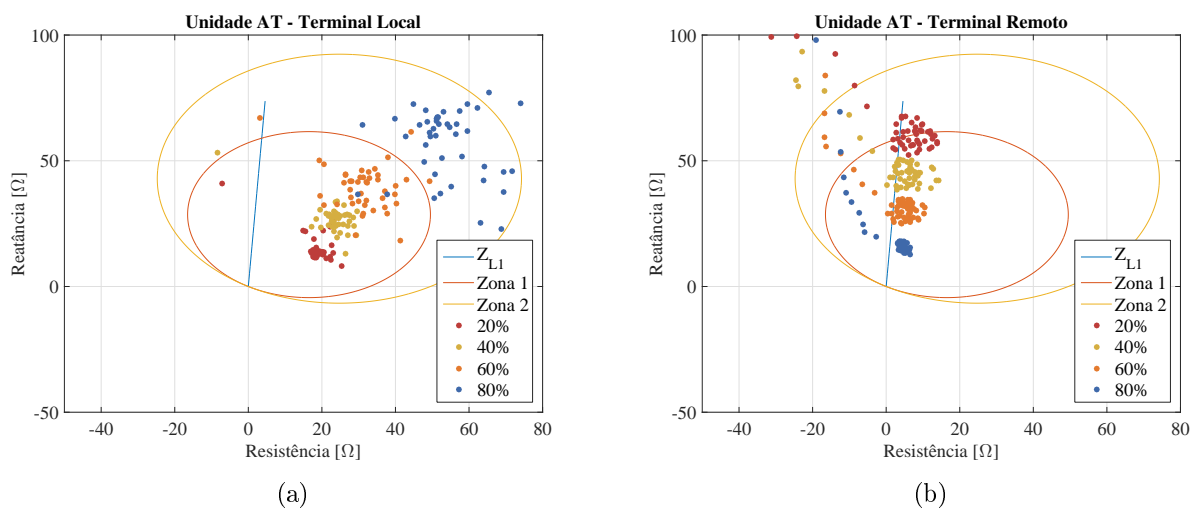 Unidade AT - Terminal Local
100
50
0
-50
-40
-20
0
20
40
60
80
Reatância [Ω]
Resistência [Ω]
Z_L1
Zona 1
Zona 2
20%
40%
60%
80%
(a)
Unidade AT - Terminal Remoto
100
50
0
-50
-40
-20
0
20
40
60
80
Reatância [Ω]
Resistência [Ω]
Z_L1
Zona 1
Zona 2
20%
40%
60%
80%
(b)